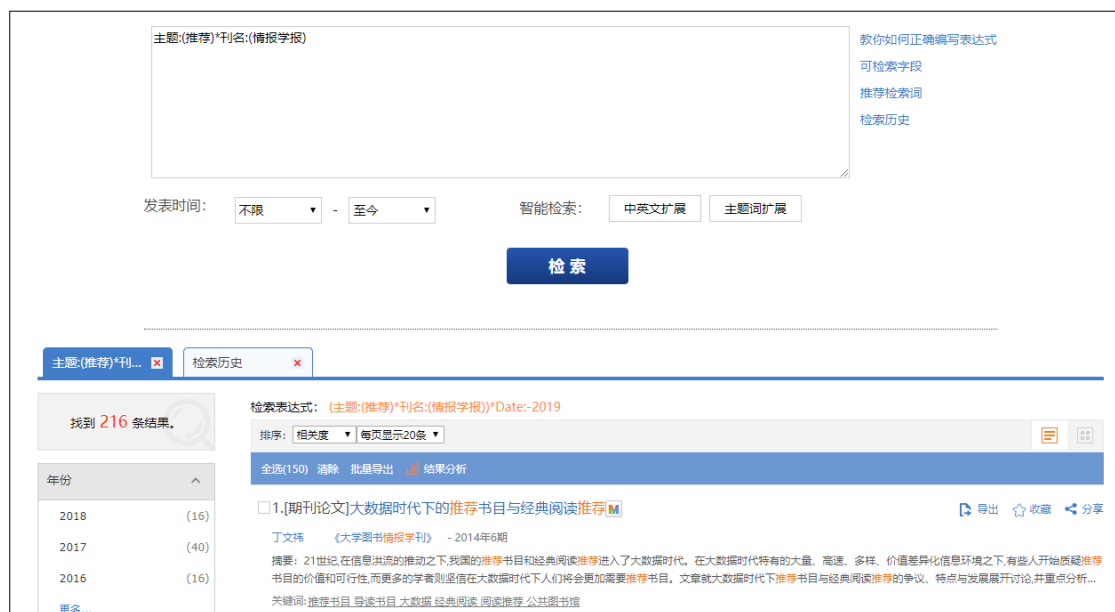 主题:(推荐)*刊名:(情报学报)
教你如何正确编写表达式
可检索字段
推荐检索词
检索历史
发表时间： 不限 - 至今 智能检索： 中英文扩展 主题词扩展
检索
主题:(推荐)*刊... 检索历史
找到 216 条结果。
检索表达式： (主题:(推荐)*刊名:(情报学报))*Date:-2019
排序: 相关度 每页显示20条
全选(150) 清除 批量导出 结果分析
年份
2018 (16)
2017 (40)
2016 (16)
更多...
1.[期刊论文]大数据时代下的推荐书目与经典阅读推荐 M
导出 收藏 分享
丁文祎 《大学图书情报学刊》 - 2014年6期
摘要：21世纪,在信息洪流的推动之下,我国的推荐书目和经典阅读推荐进入了大数据时代。在大数据时代特有的大量、高速、多样、价值差异化信息环境之下,有些人开始质疑推荐
书目的价值和可行性,而更多的学者则坚信在大数据时代下人们将会更加需要推荐书目。文章就大数据时代下推荐书目与经典阅读推荐的争议、特点与发展展开讨论,并重点分析...
关键词: 推荐书目 导读书目 大数据 经典阅读 阅读推荐 公共图书馆